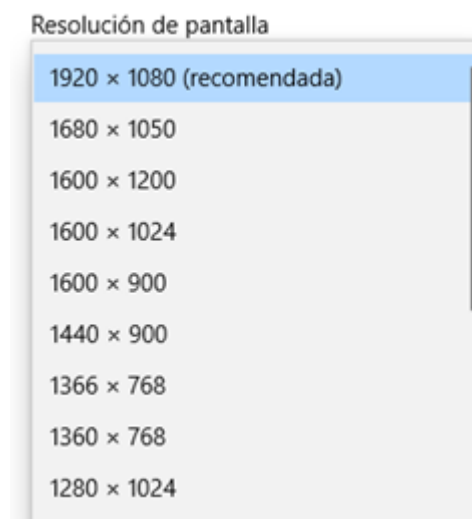 Resolución de pantalla
1920 × 1080 (recomendada)
1680 × 1050
1600 × 1200
1600 × 1024
1600 × 900
1440 × 900
1366 × 768
1360 × 768
1280 × 1024